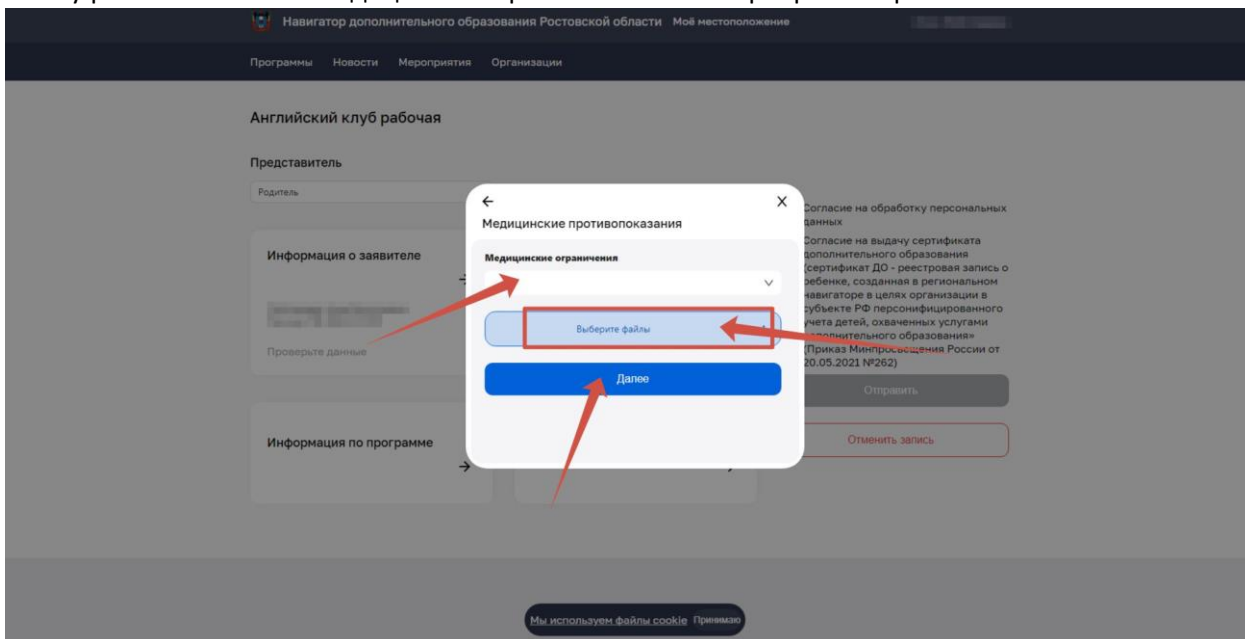 Навигатор дополнительного образования Ростовской области Моё местоположение
Программы Новости Мероприятия Организации
Английский клуб рабочая
Представитель
Родитель
Информация о заявителе
Проверьте данные
Информация по программе
Медицинские противопоказания
Медицинские ограничения
Выберите файлы
Далее
Согласие на обработку персональных
данных
Согласие на выдачу сертификата
дополнительного образования
(сертификат ДО - реестровая запись о
ребенке, созданная в региональном
навигаторе в целях организации в
субъекте РФ персонифицированного
учета детей, охваченных услугами
дополнительного образования»
(Приказ Минпросвещения России от
20.05.2021 №262)
Отправить
Отменить запись
Мы используем файлы cookie Принимаю